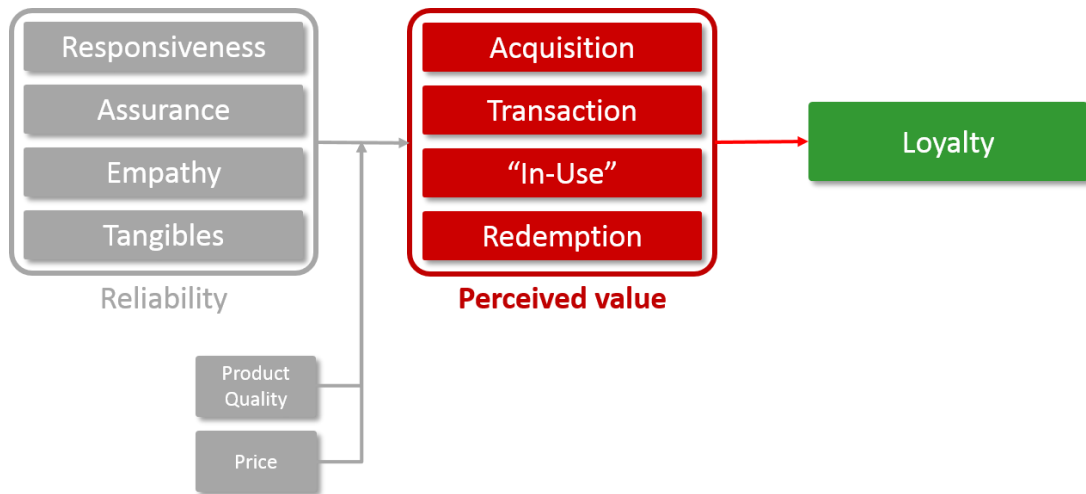 Responsiveness
Assurance
Empathy
Tangibles
Reliability
Product
Quality
Price
Acquisition
Transaction
“In-Use”
Redemption
Perceived value
Loyalty